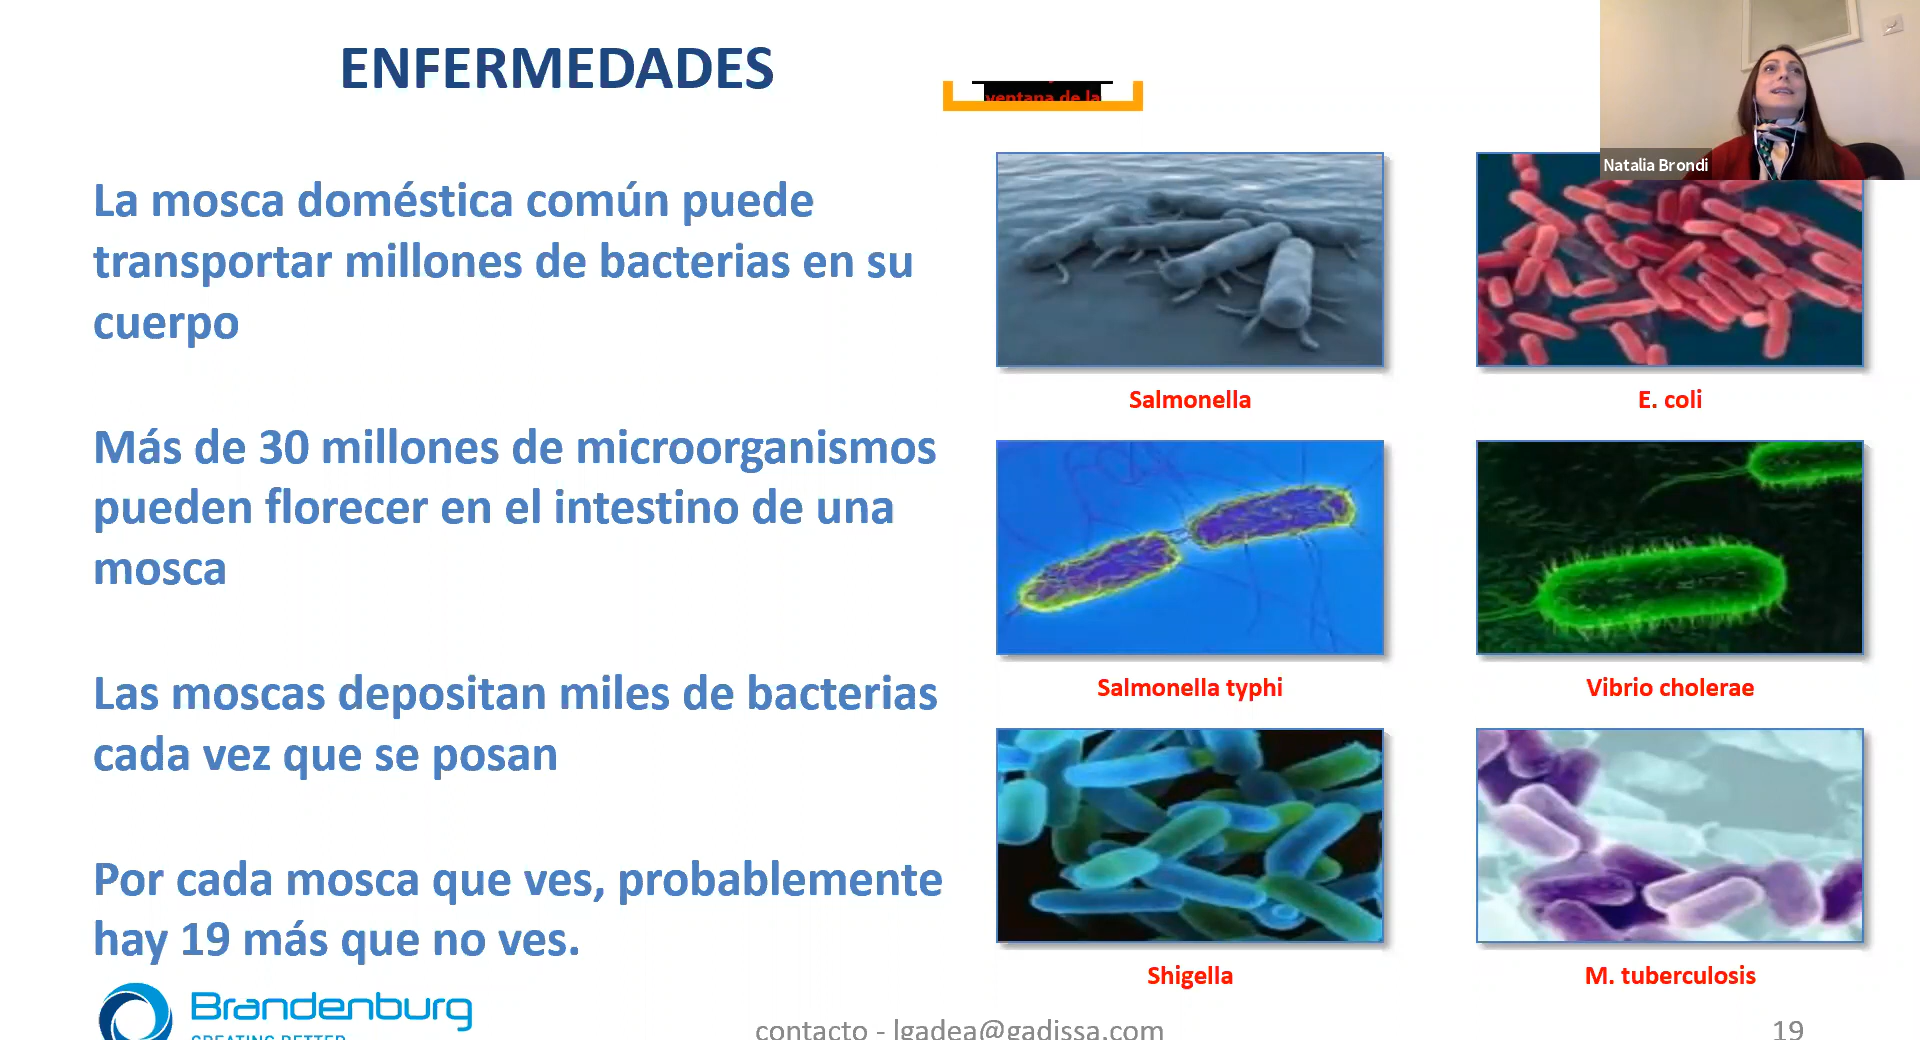 ENFERMEDADES
ventana de la
Natalia Brondi
La mosca doméstica común puede
transportar millones de bacterias en su
cuerpo
Más de 30 millones de microorganismos
pueden florecer en el intestino de una
mosca
Las moscas depositan miles de bacterias
cada vez que se posan
Por cada mosca que ves, probablemente
hay 19 más que no ves.
Salmonella
E. coli
Salmonella typhi
Vibrio cholerae
Shigella
M. tuberculosis
Brandenburg
CREATING BETTER
contacto - lgadea@gadissa.com
19